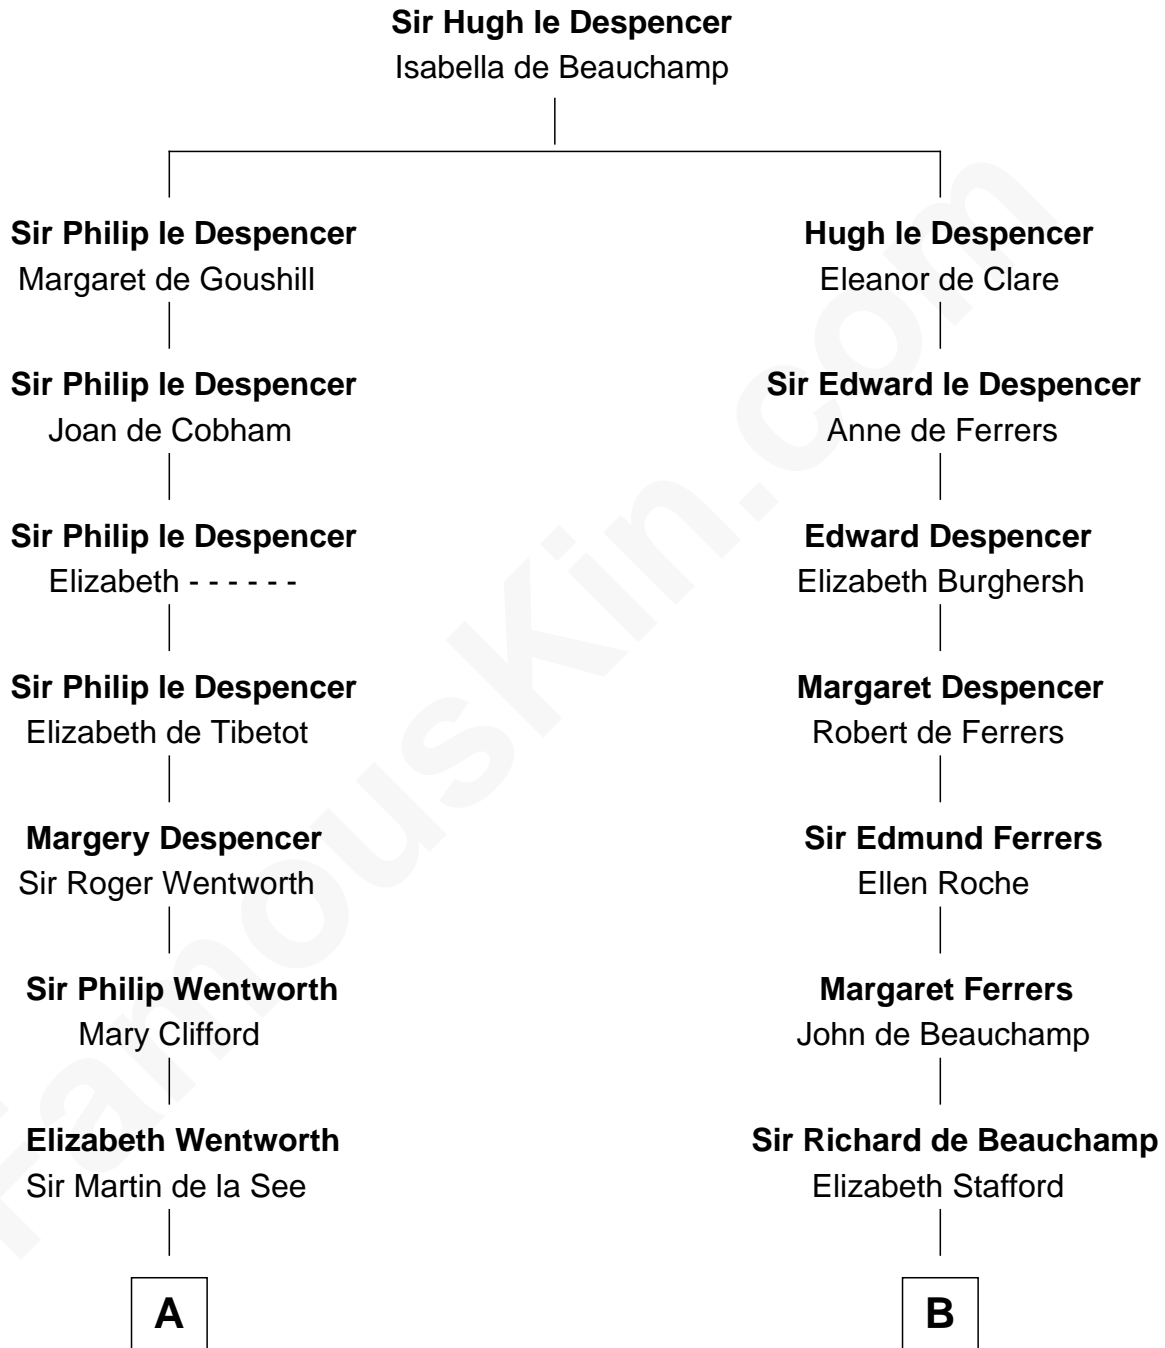 Sir Hugh le Despencer
Isabella de Beauchamp
Sir Philip le Despencer
Margaret de Goushill
Hugh le Despencer
Eleanor de Clare
Sir Philip le Despencer
Joan de Cobham
Sir Edward le Despencer
Anne de Ferrers
Sir Philip le Despencer
Elizabeth - - - - - -
Edward Despencer
Elizabeth Burghersh
Sir Philip le Despencer
Elizabeth de Tibetot
Margaret Despencer
Robert de Ferrers
Margery Despencer
Sir Roger Wentworth
Sir Edmund Ferrers
Ellen Roche
Sir Philip Wentworth
Mary Clifford
Margaret Ferrers
John de Beauchamp
Elizabeth Wentworth
Sir Martin de la See
Sir Richard de Beauchamp
Elizabeth Stafford
A
B
FamousKin.com